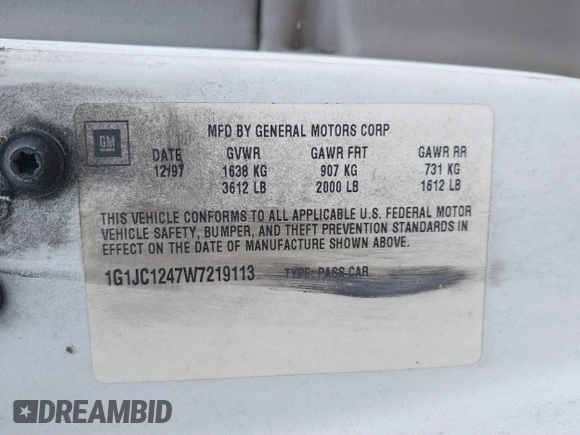 GM
MFD BY GENERAL MOTORS CORP
DATE GVWR GAWR FRT GAWR RR
12/97 1638 KG 907 KG 731 KG
3612 LB 2000 LB 1612 LB
THIS VEHICLE CONFORMS TO ALL APPLICABLE U.S. FEDERAL MOTOR
VEHICLE SAFETY, BUMPER, AND THEFT PREVENTION STANDARDS IN
EFFECT ON THE DATE OF MANUFACTURE SHOWN ABOVE.
1G1JC1247W7219113 TYPE: PASS CAR
DREAMBID